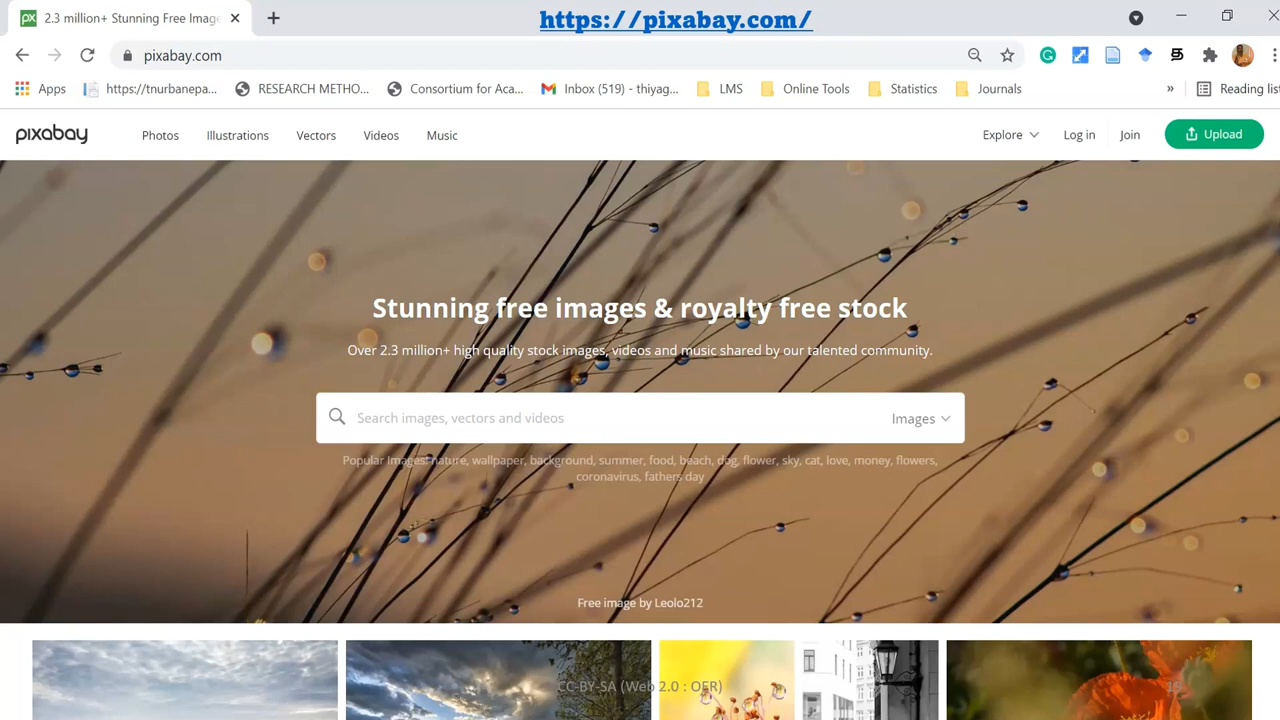 2.3 million+ Stunning Free Image
https://pixabay.com/
pixabay.com
Apps
https://tnurbanepa...
RESEARCH METHO...
Consortium for Aca...
Inbox (519) - thiyag...
LMS
Online Tools
Statistics
Journals
»
Reading list
pixabay
Photos
Illustrations
Vectors
Videos
Music
Explore
Log in
Join
Upload
Stunning free images & royalty free stock
Over 2.3 million+ high quality stock images, videos and music shared by our talented community.
Search images, vectors and videos
Images
Popular Images: nature, wallpaper, background, summer, food, beach, dog, flower, sky, cat, love, money, flowers,
coronavirus, fathers day
Free image by Leolo212
CC-BY-SA (Web 2.0 : OER)